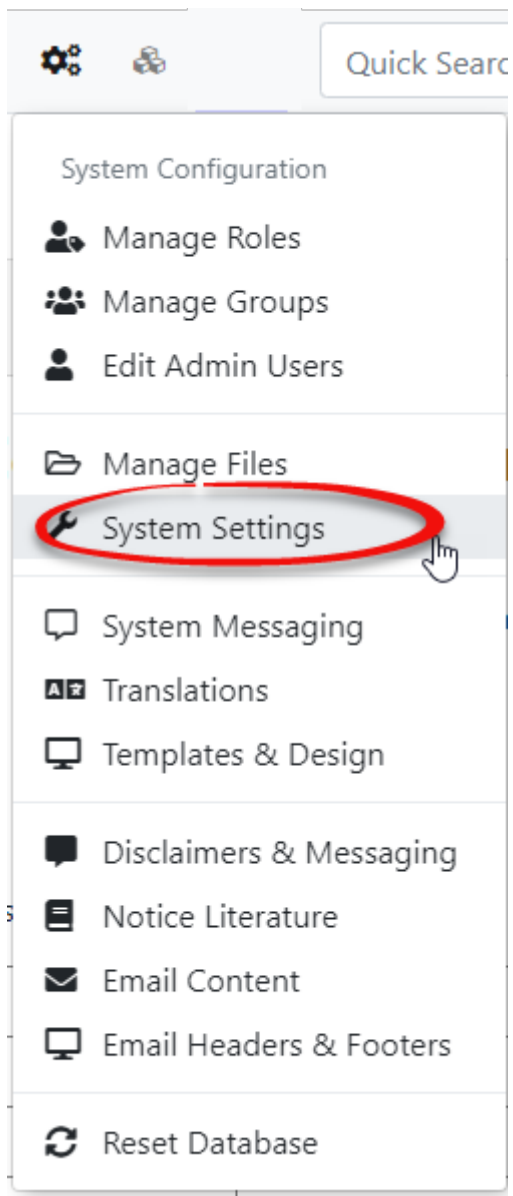 Quick Searc
System Configuration
Manage Roles
Manage Groups
Edit Admin Users
Manage Files
System Settings
System Messaging
Translations
Templates & Design
Disclaimers & Messaging
Notice Literature
Email Content
Email Headers & Footers
Reset Database